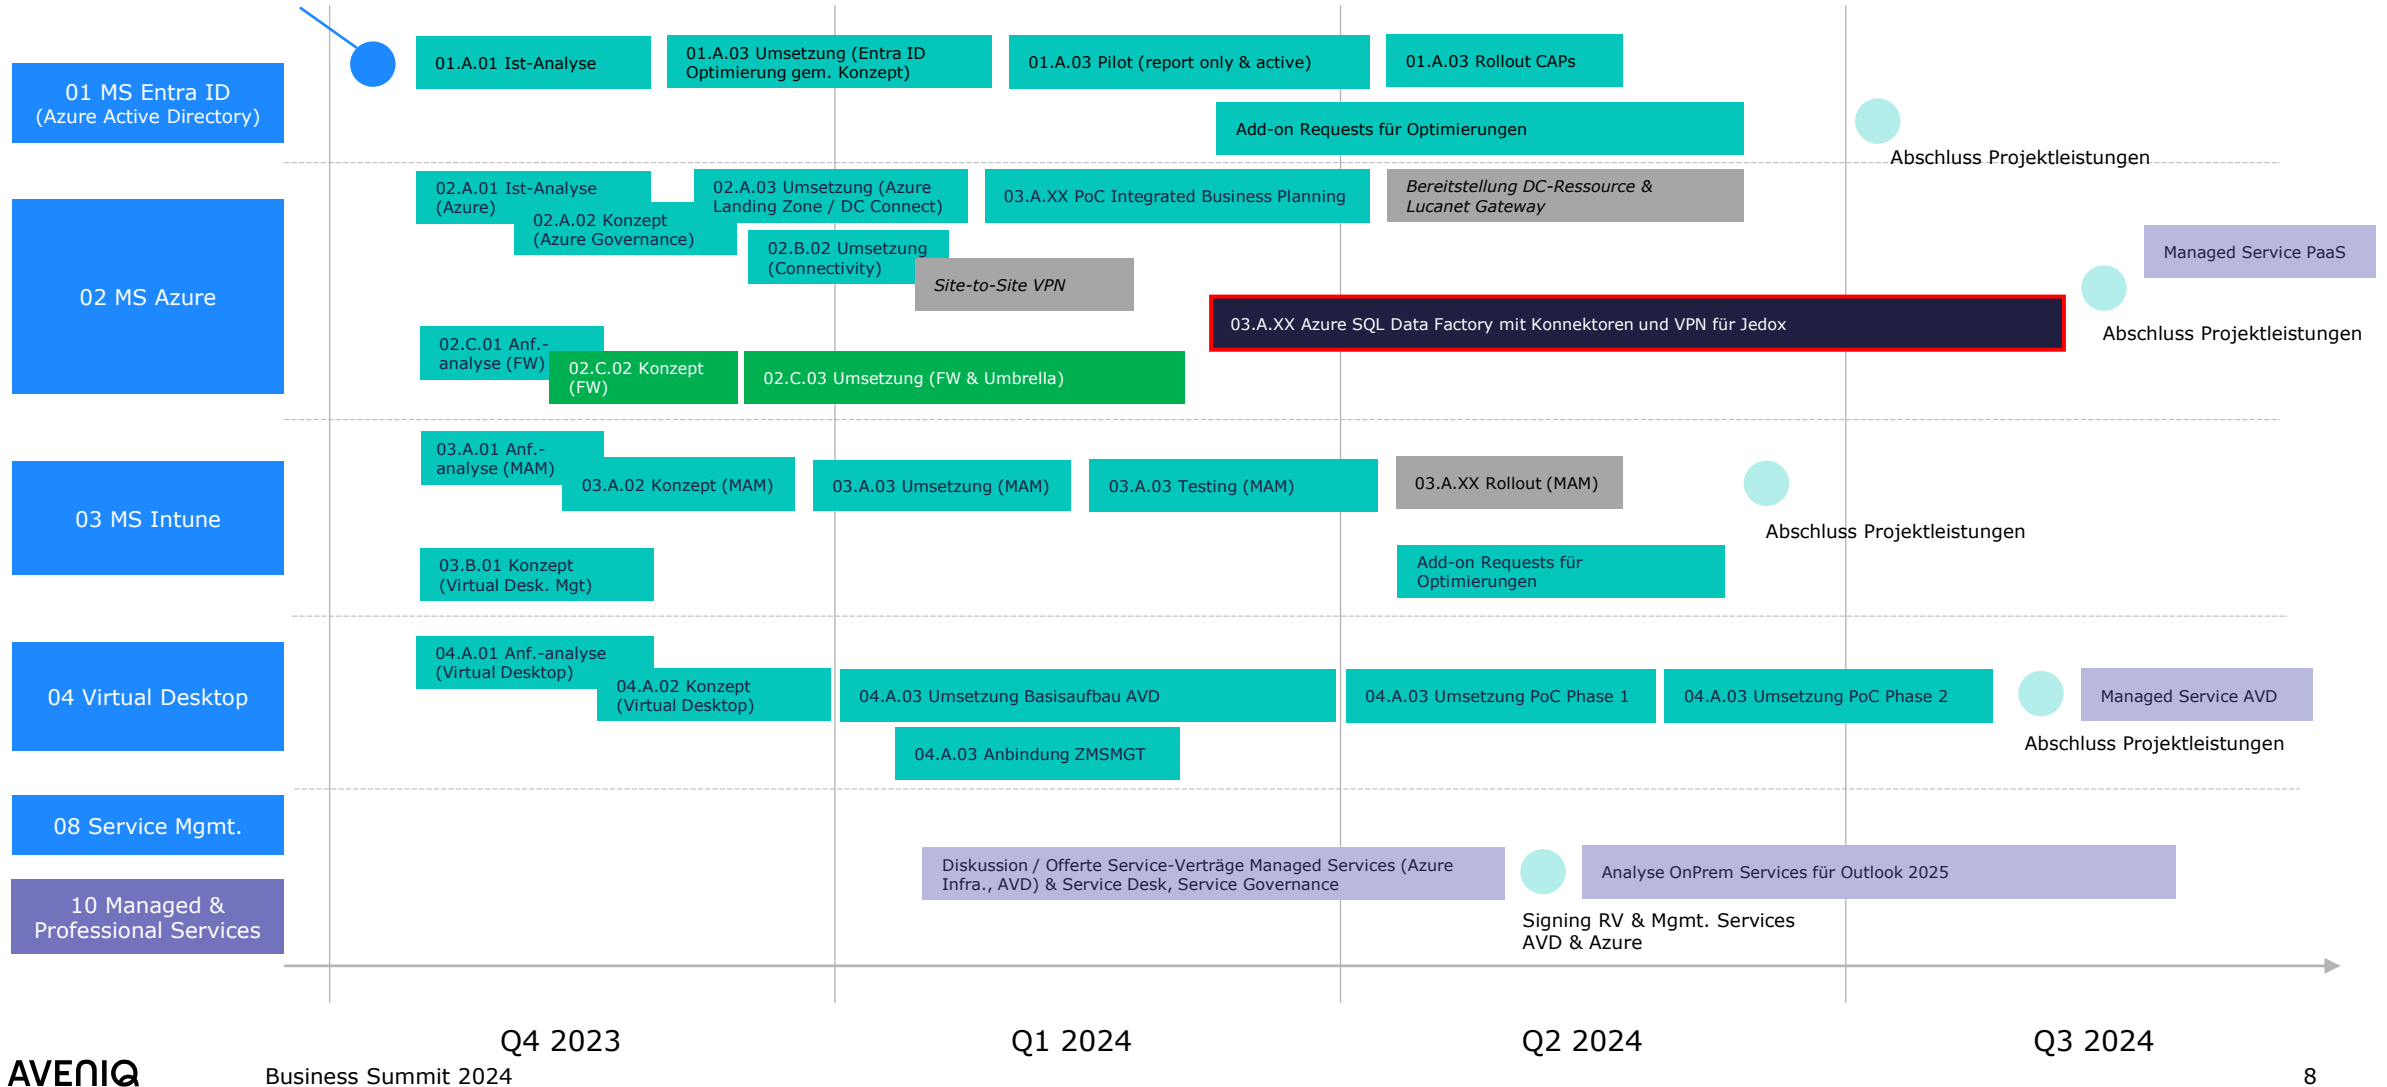 01 MS Entra ID
(Azure Active Directory)
01.A.01 Ist-Analyse
01.A.03 Umsetzung (Entra ID
Optimierung gem. Konzept)
01.A.03 Pilot (report only & active)
01.A.03 Rollout CAPs
Add-on Requests für Optimierungen
Abschluss Projektleistungen
02 MS Azure
02.A.01 Ist-Analyse
(Azure)
02.A.02 Konzept
(Azure Governance)
02.A.03 Umsetzung (Azure
Landing Zone / DC Connect)
03.A.XX PoC Integrated Business Planning
Bereitstellung DC-Ressource &
Lucanet Gateway
02.B.02 Umsetzung
(Connectivity)
Site-to-Site VPN
Managed Service PaaS
03.A.XX Azure SQL Data Factory mit Konnektoren und VPN für Jedox
Abschluss Projektleistungen
02.C.01 Anf.-
analyse (FW)
02.C.02 Konzept
(FW)
02.C.03 Umsetzung (FW & Umbrella)
03 MS Intune
03.A.01 Anf.-
analyse (MAM)
03.A.02 Konzept (MAM)
03.A.03 Umsetzung (MAM)
03.A.03 Testing (MAM)
03.A.XX Rollout (MAM)
Abschluss Projektleistungen
03.B.01 Konzept
(Virtual Desk. Mgt)
Add-on Requests für
Optimierungen
04 Virtual Desktop
04.A.01 Anf.-analyse
(Virtual Desktop)
04.A.02 Konzept
(Virtual Desktop)
04.A.03 Umsetzung Basisaufbau AVD
04.A.03 Umsetzung PoC Phase 1
04.A.03 Umsetzung PoC Phase 2
Managed Service AVD
Abschluss Projektleistungen
04.A.03 Anbindung ZMSMGT
08 Service Mgmt.
10 Managed &
Professional Services
Diskussion / Offerte Service-Verträge Managed Services (Azure
Infra., AVD) & Service Desk, Service Governance
Analyse OnPrem Services für Outlook 2025
Signing RV & Mgmt. Services
AVD & Azure
Q4 2023
Q1 2024
Q2 2024
Q3 2024
AVENIQ
Business Summit 2024
8